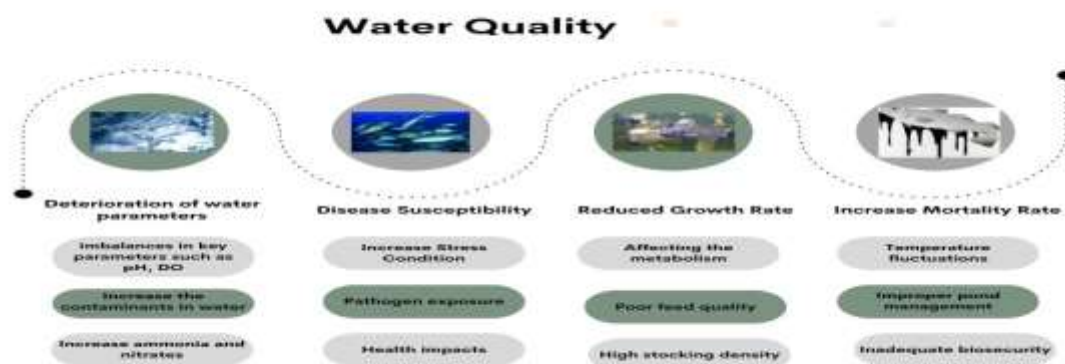 Water Quality
Deterioration of water
parameters
Imbalances in key
parameters such as
pH, DO
Increase the
contaminants in water
Increase ammonia and
nitrates
Disease Susceptibility
Increase Stress
Condition
Pathogen exposure
Health impacts
Reduced Growth Rate
Affecting the
metabolism
Poor feed quality
High stocking density
Increase Mortality Rate
Temperature
fluctuations
Improper pond
management
Inadequate biosecurity